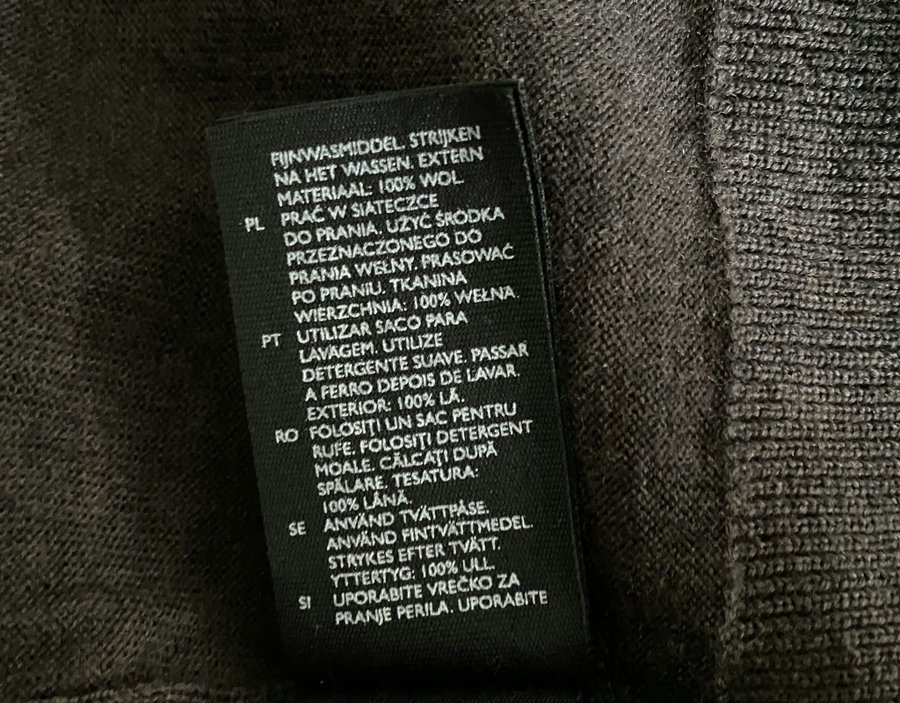 FIJNWASMIDDEL. STRIJKEN
NA HET WASSEN. EXTERN
MATERIAAL: 100% WOL.
PL PRAĆ W SIATECZCE
DO PRANIA. UŻYĆ ŚRODKA
PRZEZNACZONEGO DO
PRANIA WEŁNY. PRASOWAĆ
PO PRANIU. TKANINA
WIERZCHNIA: 100% WEŁNA.
PT UTILIZAR SACO PARA
LAVAGEM. UTILIZE
DETERGENTE SUAVE. PASSAR
A FERRO DEPOIS DE LAVAR.
EXTERIOR: 100% LÃ.
RO FOLOSIȚI UN SAC PENTRU
RUFE. FOLOSIȚI DETERGENT
MOALE. CĂLCAȚI DUPĂ
SPĂLARE. TESATURA:
100% LÂNĂ.
SE ANVÄND TVÄTTPÅSE.
ANVÄND FINTVÄTTMEDEL.
STRYKES EFTER TVÄTT.
YTTERTYG: 100% ULL.
SI UPORABITE VREČKO ZA
PRANJE PERILA. UPORABITE